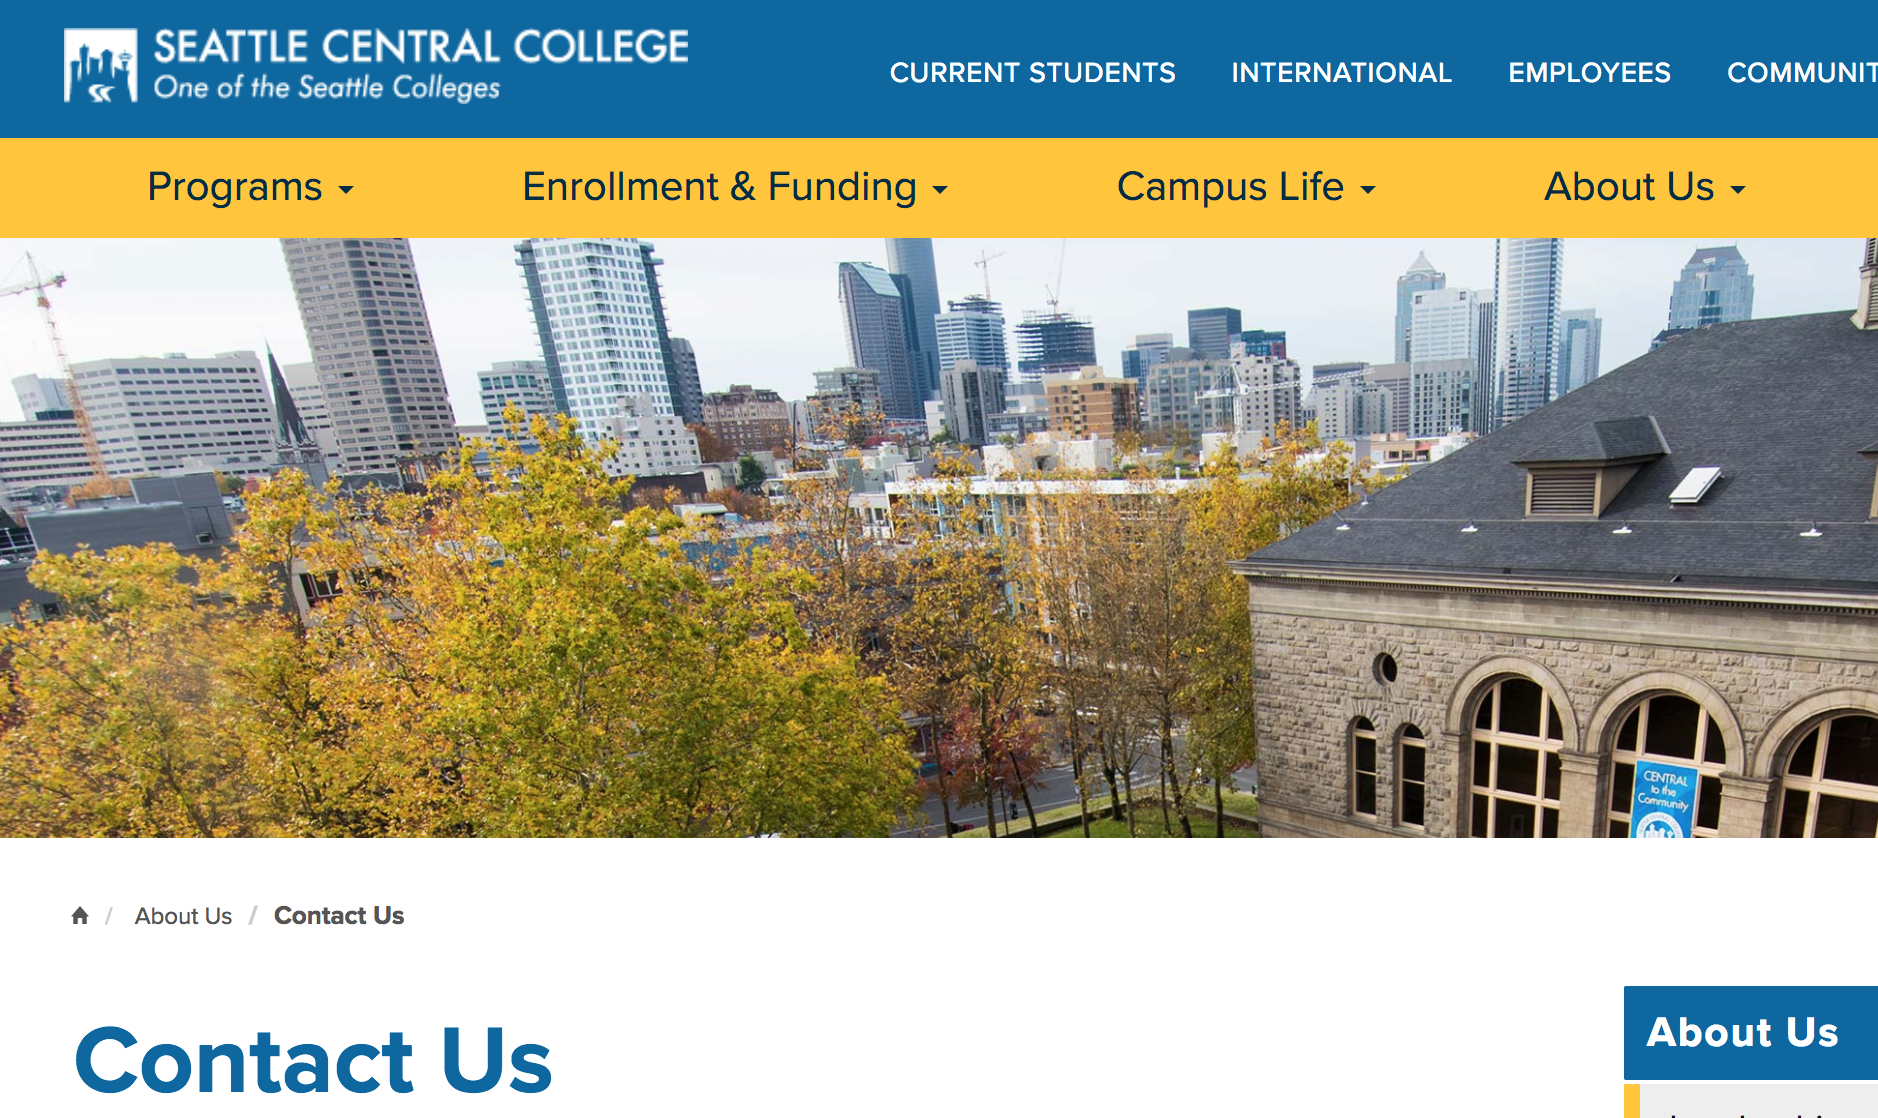 SEATTLE CENTRAL COLLEGE
One of the Seattle Colleges
CURRENT STUDENTS INTERNATIONAL EMPLOYEES COMMUNIT
Programs Enrollment & Funding Campus Life About Us
CENTRAL
to the
Community
/ About Us / Contact Us
Contact Us
About Us